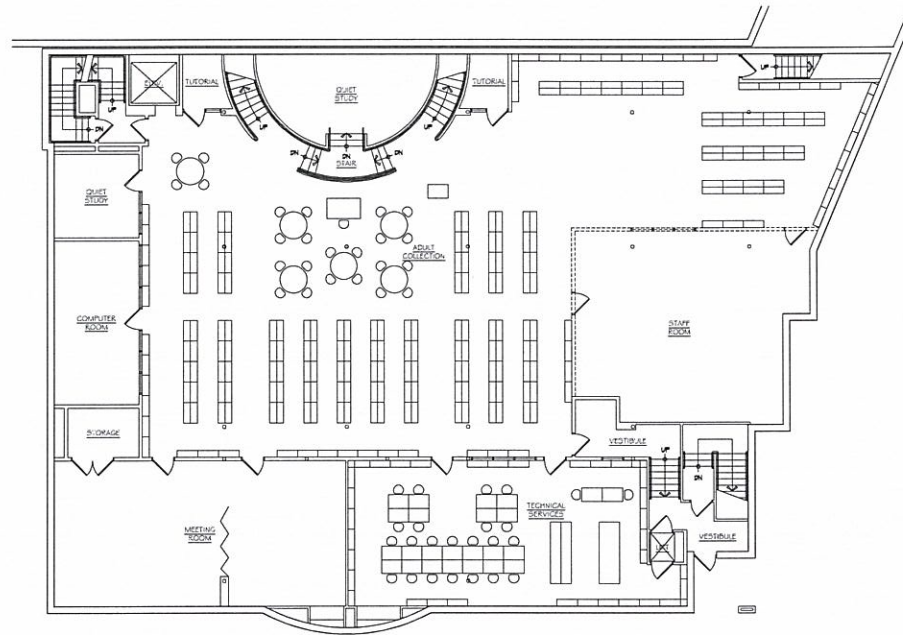 ELEV.
TUTORIAL
QUIET
STUDY
TUTORIAL
UP
UP
DN
UP
UP
DN
DN
DN
STAIR
QUIET
STUDY
ADULT
COLLECTION
COMPUTER
ROOM
STAFF
ROOM
STORAGE
VESTIBULE
UP
DN
MEETING
ROOM
TECHNICAL
SERVICES
LIFT
VESTIBULE